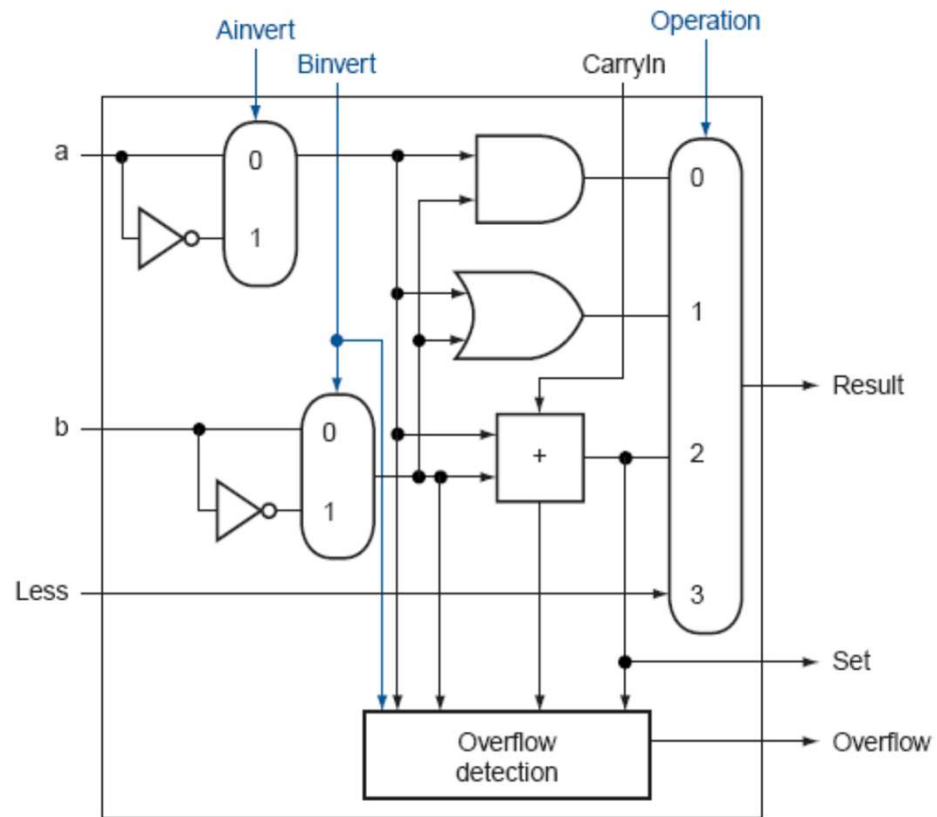 Ainvert
Operation
Binvert
CarryIn
a
0
0
1
1
b
0
+
2
1
Less
3
Result
Set
Overflow
detection
Overflow